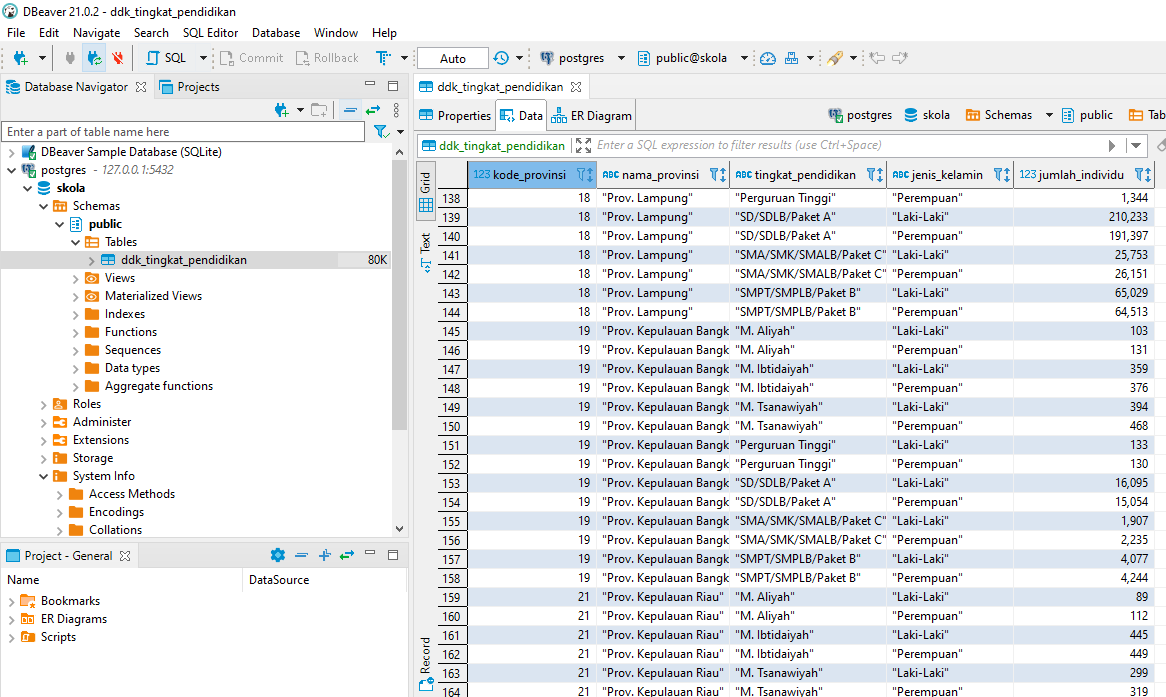 DBeaver 21.0.2 - ddk_tingkat_pendidikan
File Edit Navigate Search SQL Editor Database Window Help
SQL Commit Rollback Auto postgres public@skola
Database Navigator Projects
Enter a part of table name here
DBeaver Sample Database (SQLite)
postgres - 127.0.0.1:5432
skola
Schemas
public
Tables
ddk_tingkat_pendidikan 80K
Views
Materialized Views
Indexes
Functions
Sequences
Data types
Aggregate functions
Roles
Administer
Extensions
Storage
System Info
Access Methods
Encodings
Collations
Project - General
Name DataSource
Bookmarks
ER Diagrams
Scripts
ddk_tingkat_pendidikan
Properties Data ER Diagram postgres skola Schemas public Tab
ddk_tingkat_pendidikan Enter a SQL expression to filter results (use Ctrl+Space)
Grid
Text
Record
123 kode_provinsi ABC nama_provinsi ABC tingkat_pendidikan ABC jenis_kelamin 123 jumlah_individu
138 18 "Prov. Lampung" "Perguruan Tinggi" "Perempuan" 1,344
139 18 "Prov. Lampung" "SD/SDLB/Paket A" "Laki-Laki" 210,233
140 18 "Prov. Lampung" "SD/SDLB/Paket A" "Perempuan" 191,397
141 18 "Prov. Lampung" "SMA/SMK/SMALB/Paket C" "Laki-Laki" 25,753
142 18 "Prov. Lampung" "SMA/SMK/SMALB/Paket C" "Perempuan" 26,151
143 18 "Prov. Lampung" "SMPT/SMPLB/Paket B" "Laki-Laki" 65,029
144 18 "Prov. Lampung" "SMPT/SMPLB/Paket B" "Perempuan" 64,513
145 19 "Prov. Kepulauan Bangk "M. Aliyah" "Laki-Laki" 103
146 19 "Prov. Kepulauan Bangk "M. Aliyah" "Perempuan" 131
147 19 "Prov. Kepulauan Bangk "M. Ibtidaiyah" "Laki-Laki" 359
148 19 "Prov. Kepulauan Bangk "M. Ibtidaiyah" "Perempuan" 376
149 19 "Prov. Kepulauan Bangk "M. Tsanawiyah" "Laki-Laki" 394
150 19 "Prov. Kepulauan Bangk "M. Tsanawiyah" "Perempuan" 468
151 19 "Prov. Kepulauan Bangk "Perguruan Tinggi" "Laki-Laki" 133
152 19 "Prov. Kepulauan Bangk "Perguruan Tinggi" "Perempuan" 130
153 19 "Prov. Kepulauan Bangk "SD/SDLB/Paket A" "Laki-Laki" 16,095
154 19 "Prov. Kepulauan Bangk "SD/SDLB/Paket A" "Perempuan" 15,054
155 19 "Prov. Kepulauan Bangk "SMA/SMK/SMALB/Paket C" "Laki-Laki" 1,907
156 19 "Prov. Kepulauan Bangk "SMA/SMK/SMALB/Paket C" "Perempuan" 2,235
157 19 "Prov. Kepulauan Bangk "SMPT/SMPLB/Paket B" "Laki-Laki" 4,077
158 19 "Prov. Kepulauan Bangk "SMPT/SMPLB/Paket B" "Perempuan" 4,244
159 21 "Prov. Kepulauan Riau" "M. Aliyah" "Laki-Laki" 89
160 21 "Prov. Kepulauan Riau" "M. Aliyah" "Perempuan" 112
161 21 "Prov. Kepulauan Riau" "M. Ibtidaiyah" "Laki-Laki" 445
162 21 "Prov. Kepulauan Riau" "M. Ibtidaiyah" "Perempuan" 449
163 21 "Prov. Kepulauan Riau" "M. Tsanawiyah" "Laki-Laki" 299
164 21 "Prov. Kepulauan Riau" "M. Tsanawiyah" "Perempuan" 319